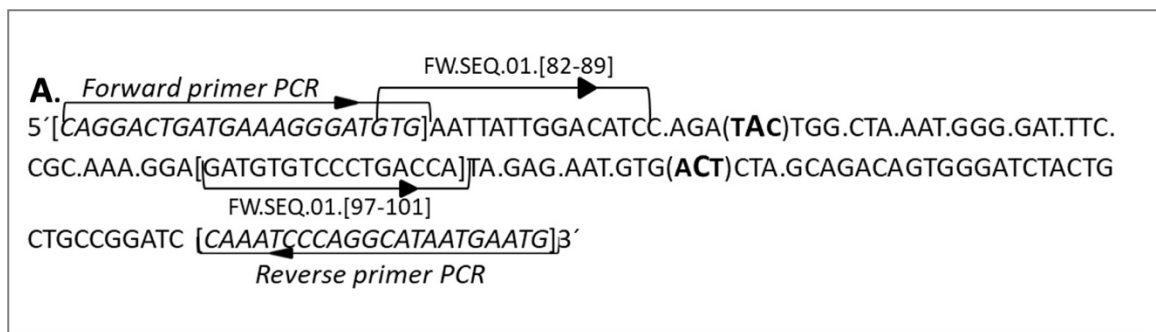 FW.SEQ.01.[82-89]
A. Forward primer PCR
5´[CAGGACTGATGAAAGGGATGTG]AATTATTGGACATCC.AGA(TAC)TGG.CTA.AAT.GGG.GAT.TTC.
CGC.AAA.GGA[GATGTGTCCCTGACCA]TA.GAG.AAT.GTG(ACT)CTA.GCAGACAGTGGGATCTACTG
FW.SEQ.01.[97-101]
CTGCCGGATC [CAAATCCCAGGCATAATGAATG]3´
Reverse primer PCR